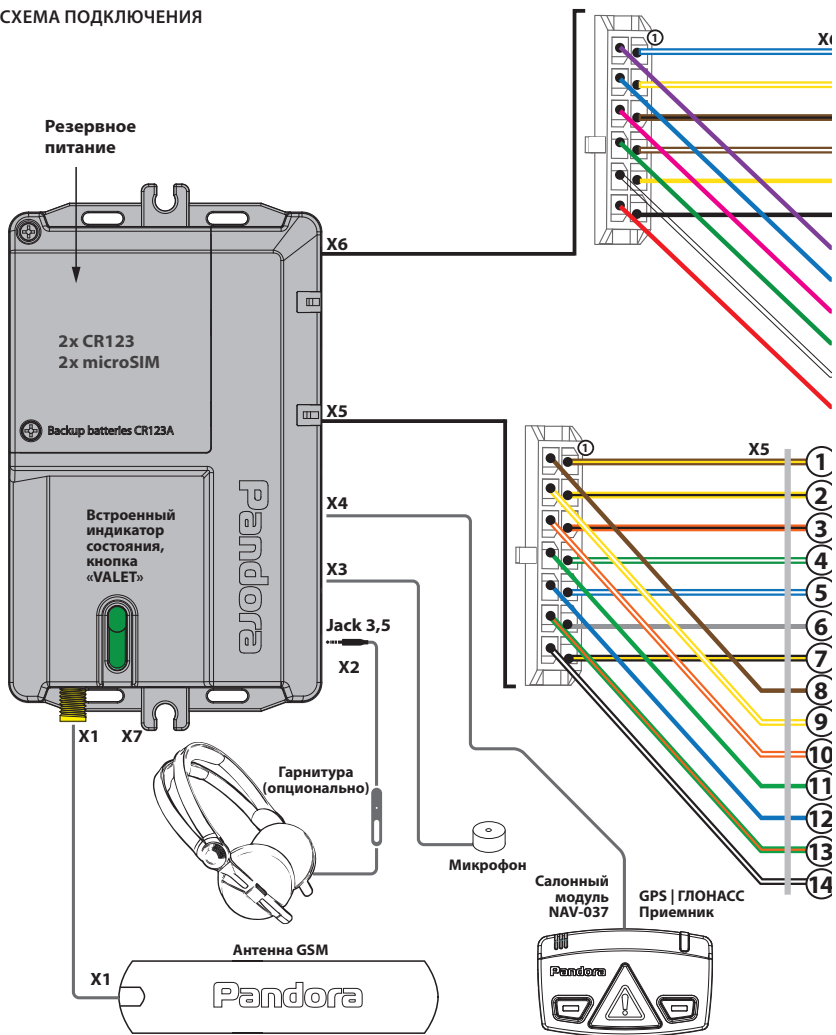 СХЕМА ПОДКЛЮЧЕНИЯ
Резервное
питание
2x CR123
2x microSIM
Backup batteries CR123A
Встроенный
индикатор
состояния,
кнопка
«VALET»
pandora
X6
X5
X4
X3
Jack 3,5
X2
X1 X7
1
X6
1
X5
1
2
3
4
5
6
7
8
9
10
11
12
13
14
Гарнитура
(опционально)
Микрофон
Салонный
модуль
NAV-037
GPS | ГЛОНАСС
Приемник
Pandora
Антенна GSM
X1
Pandora